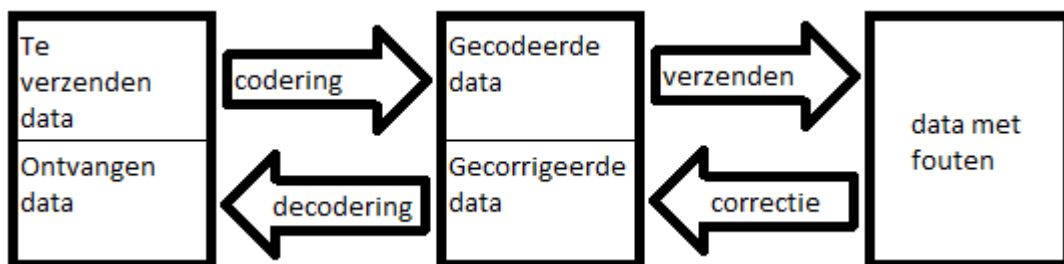 Te
verzenden
data
codering
Gecodeerde
data
verzenden
data met
fouten
Ontvangen
data
decodering
Gecorrigeerde
data
correctie